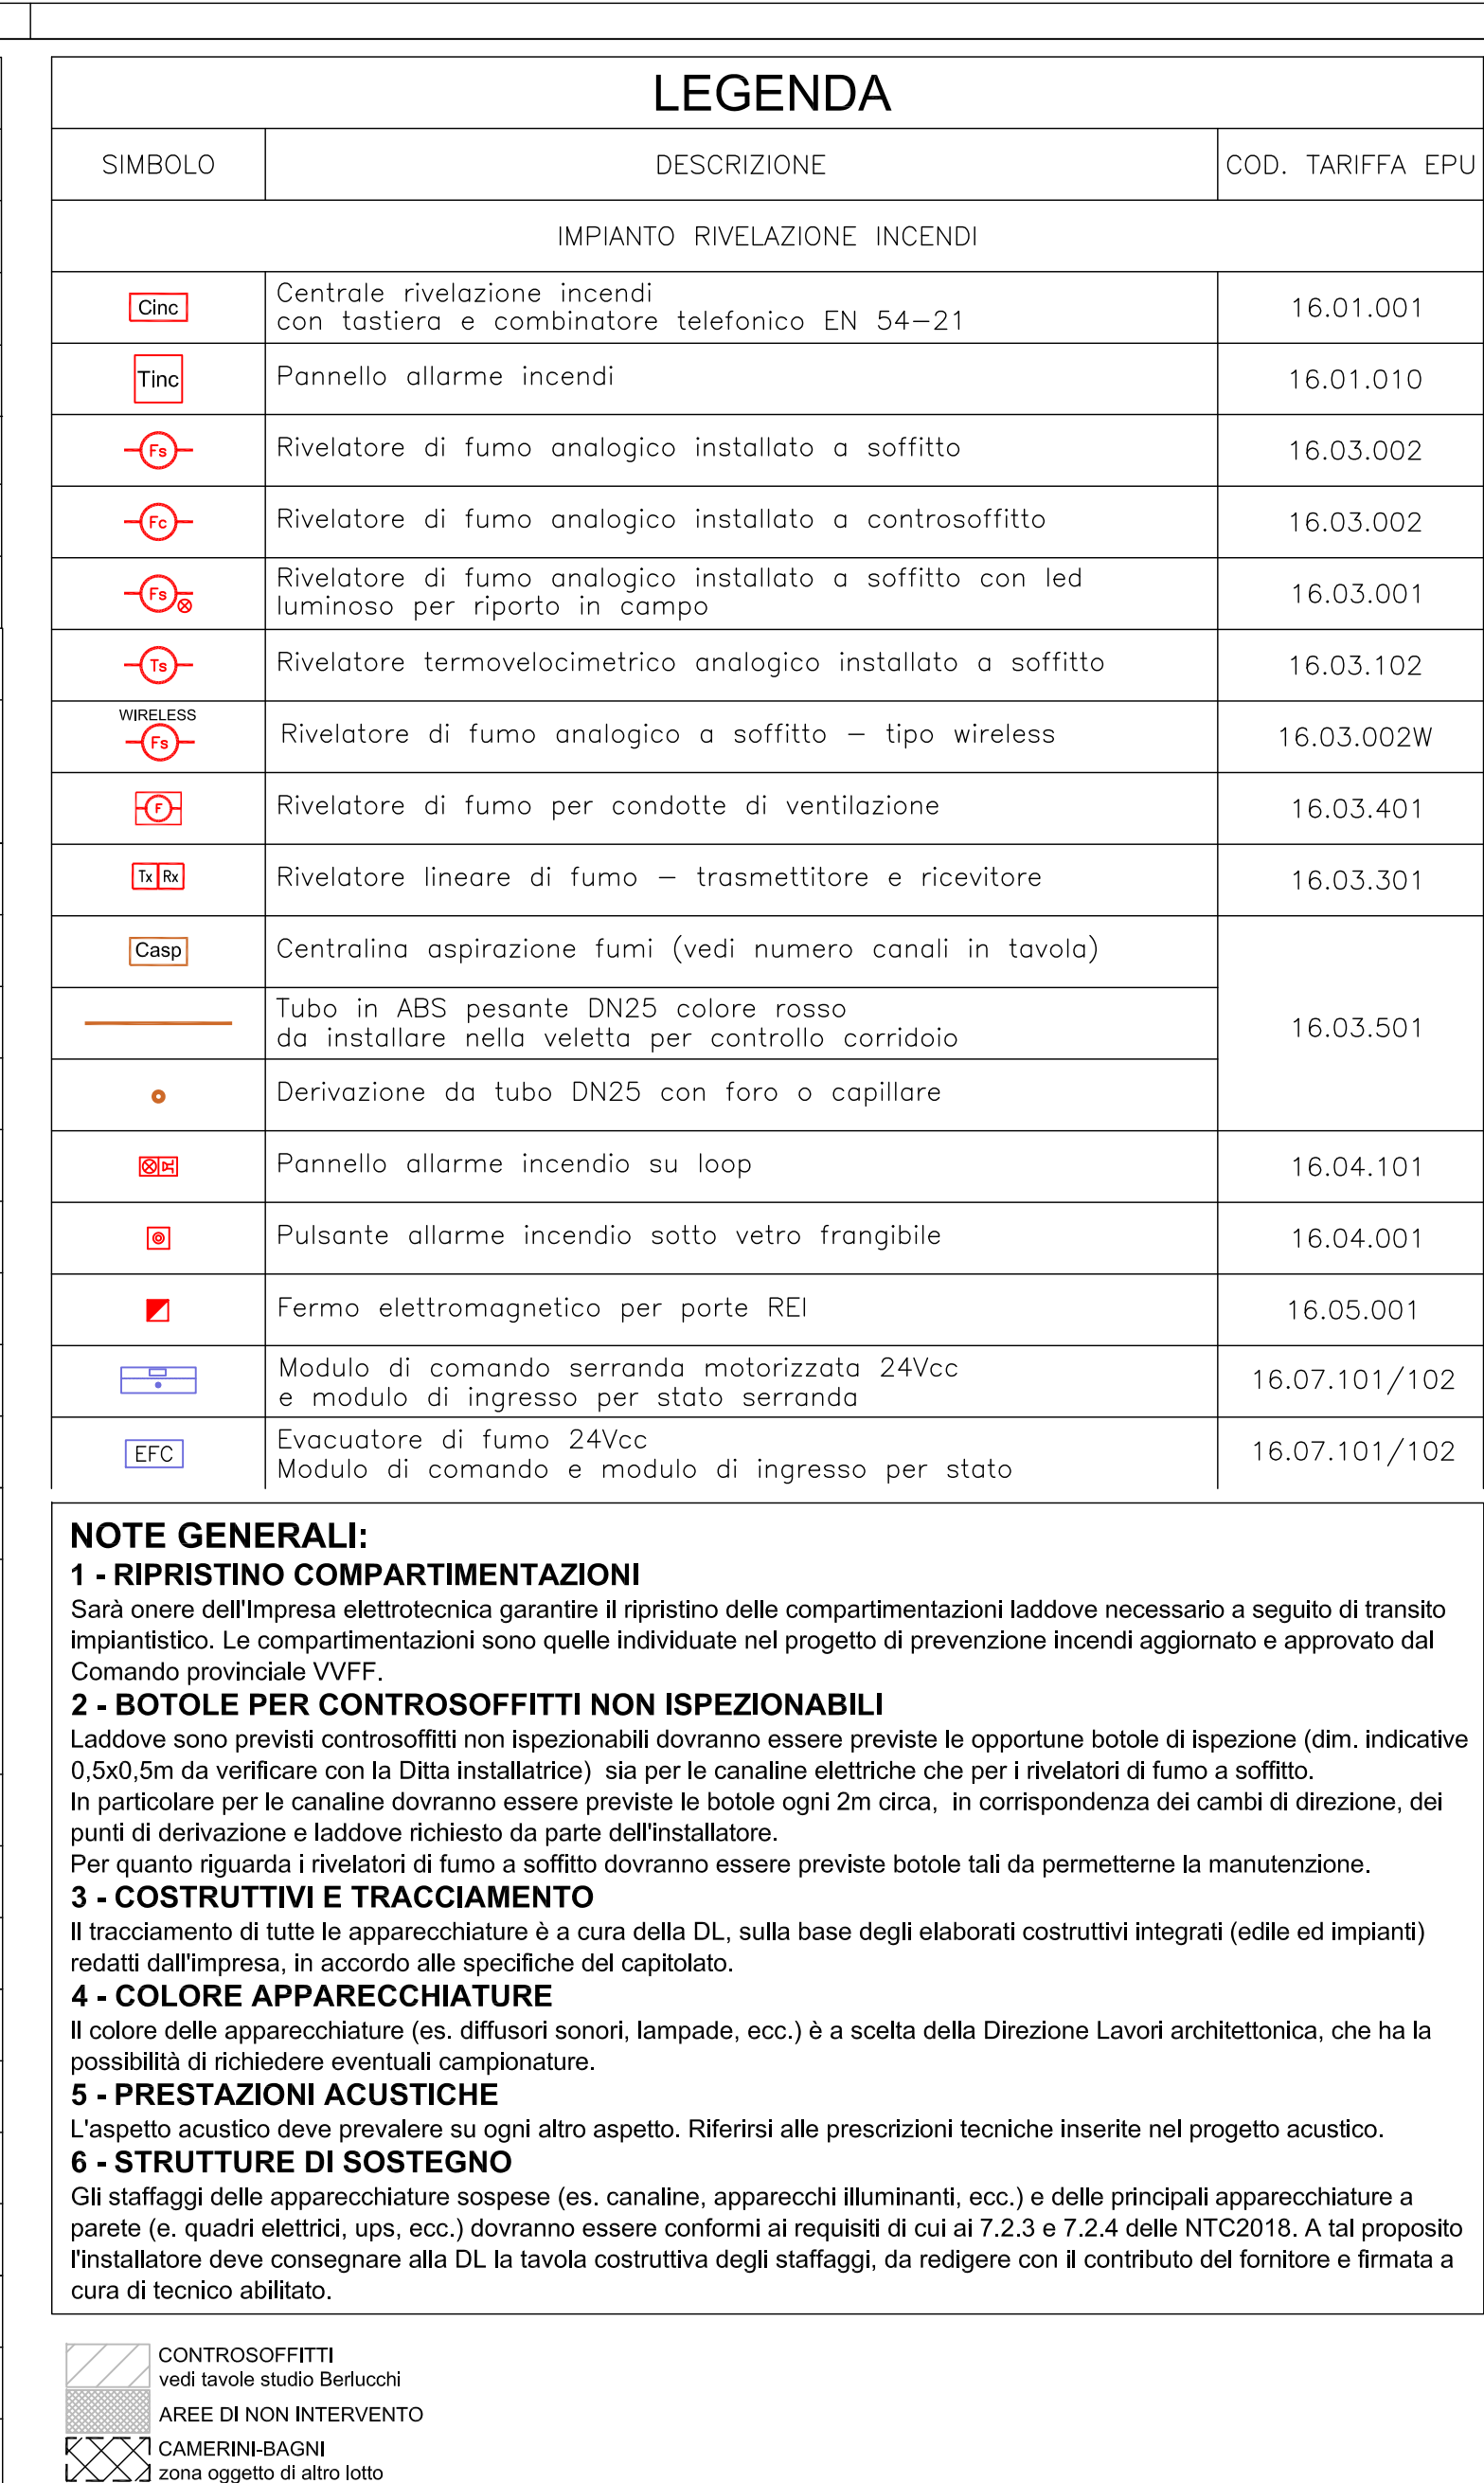 LEGENDA
SIMBOLO DESCRIZIONE COD. TARIFFA EPU
IMPIANTO RIVELAZIONE INCENDI
Cinc Centrale rivelazione incendi
con tastiera e combinatore telefonico EN 54-21 16.01.001
Tinc Pannello allarme incendi 16.01.010
Fs Rivelatore di fumo analogico installato a soffitto 16.03.002
Fc Rivelatore di fumo analogico installato a controsoffitto 16.03.002
Fs Rivelatore di fumo analogico installato a soffitto con led
luminoso per riporto in campo 16.03.001
Ts Rivelatore termovelocimetrico analogico installato a soffitto 16.03.102
WIRELESS
Fs Rivelatore di fumo analogico a soffitto – tipo wireless 16.03.002W
F Rivelatore di fumo per condotte di ventilazione 16.03.401
Tx Rx Rivelatore lineare di fumo – trasmettitore e ricevitore 16.03.301
Casp Centralina aspirazione fumi (vedi numero canali in tavola)
Tubo in ABS pesante DN25 colore rosso
da installare nella veletta per controllo corridoio 16.03.501
Derivazione da tubo DN25 con foro o capillare
Pannello allarme incendio su loop 16.04.101
Pulsante allarme incendio sotto vetro frangibile 16.04.001
Fermo elettromagnetico per porte REI 16.05.001
Modulo di comando serranda motorizzata 24Vcc
e modulo di ingresso per stato serranda 16.07.101/102
EFC Evacuatore di fumo 24Vcc
Modulo di comando e modulo di ingresso per stato 16.07.101/102
NOTE GENERALI:
1 - RIPRISTINO COMPARTIMENTAZIONI
Sarà onere dell'Impresa elettrotecnica garantire il ripristino delle compartimentazioni laddove necessario a seguito di transito
impiantistico. Le compartimentazioni sono quelle individuate nel progetto di prevenzione incendi aggiornato e approvato dal
Comando provinciale VVFF.
2 - BOTOLE PER CONTROSOFFITTI NON ISPEZIONABILI
Laddove sono previsti controsoffitti non ispezionabili dovranno essere previste le opportune botole di ispezione (dim. indicative
0,5x0,5m da verificare con la Ditta installatrice) sia per le canaline elettriche che per i rivelatori di fumo a soffitto.
In particolare per le canaline dovranno essere previste le botole ogni 2m circa, in corrispondenza dei cambi di direzione, dei
punti di derivazione e laddove richiesto da parte dell'installatore.
Per quanto riguarda i rivelatori di fumo a soffitto dovranno essere previste botole tali da permetterne la manutenzione.
3 - COSTRUTTIVI E TRACCIAMENTO
Il tracciamento di tutte le apparecchiature è a cura della DL, sulla base degli elaborati costruttivi integrati (edile ed impianti)
redatti dall'impresa, in accordo alle specifiche del capitolato.
4 - COLORE APPARECCHIATURE
Il colore delle apparecchiature (es. diffusori sonori, lampade, ecc.) è a scelta della Direzione Lavori architettonica, che ha la
possibilità di richiedere eventuali campionature.
5 - PRESTAZIONI ACUSTICHE
L'aspetto acustico deve prevalere su ogni altro aspetto. Riferirsi alle prescrizioni tecniche inserite nel progetto acustico.
6 - STRUTTURE DI SOSTEGNO
Gli staffaggi delle apparecchiature sospese (es. canaline, apparecchi illuminanti, ecc.) e delle principali apparecchiature a
parete (e. quadri elettrici, ups, ecc.) dovranno essere conformi ai requisiti di cui ai 7.2.3 e 7.2.4 delle NTC2018. A tal proposito
l'installatore deve consegnare alla DL la tavola costruttiva degli staffaggi, da redigere con il contributo del fornitore e firmata a
cura di tecnico abilitato.
CONTROSOFFITTI
vedi tavole studio Berlucchi
AREE DI NON INTERVENTO
CAMERINI-BAGNI
zona oggetto di altro lotto